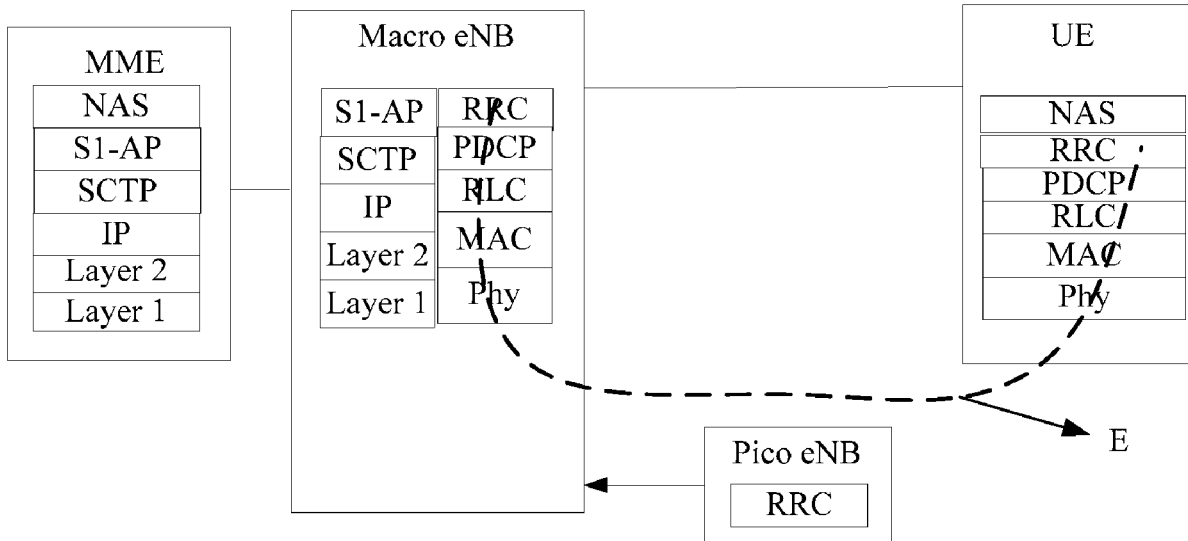 MME
NAS
S1-AP
SCTP
IP
Layer 2
Layer 1
Macro eNB
S1-AP
SCTP
IP
Layer 2
Layer 1
RRC
PDCP
RLC
MAC
Phy
UE
NAS
RRC
PDCP
RLC
MAC
Phy
E
Pico eNB
RRC